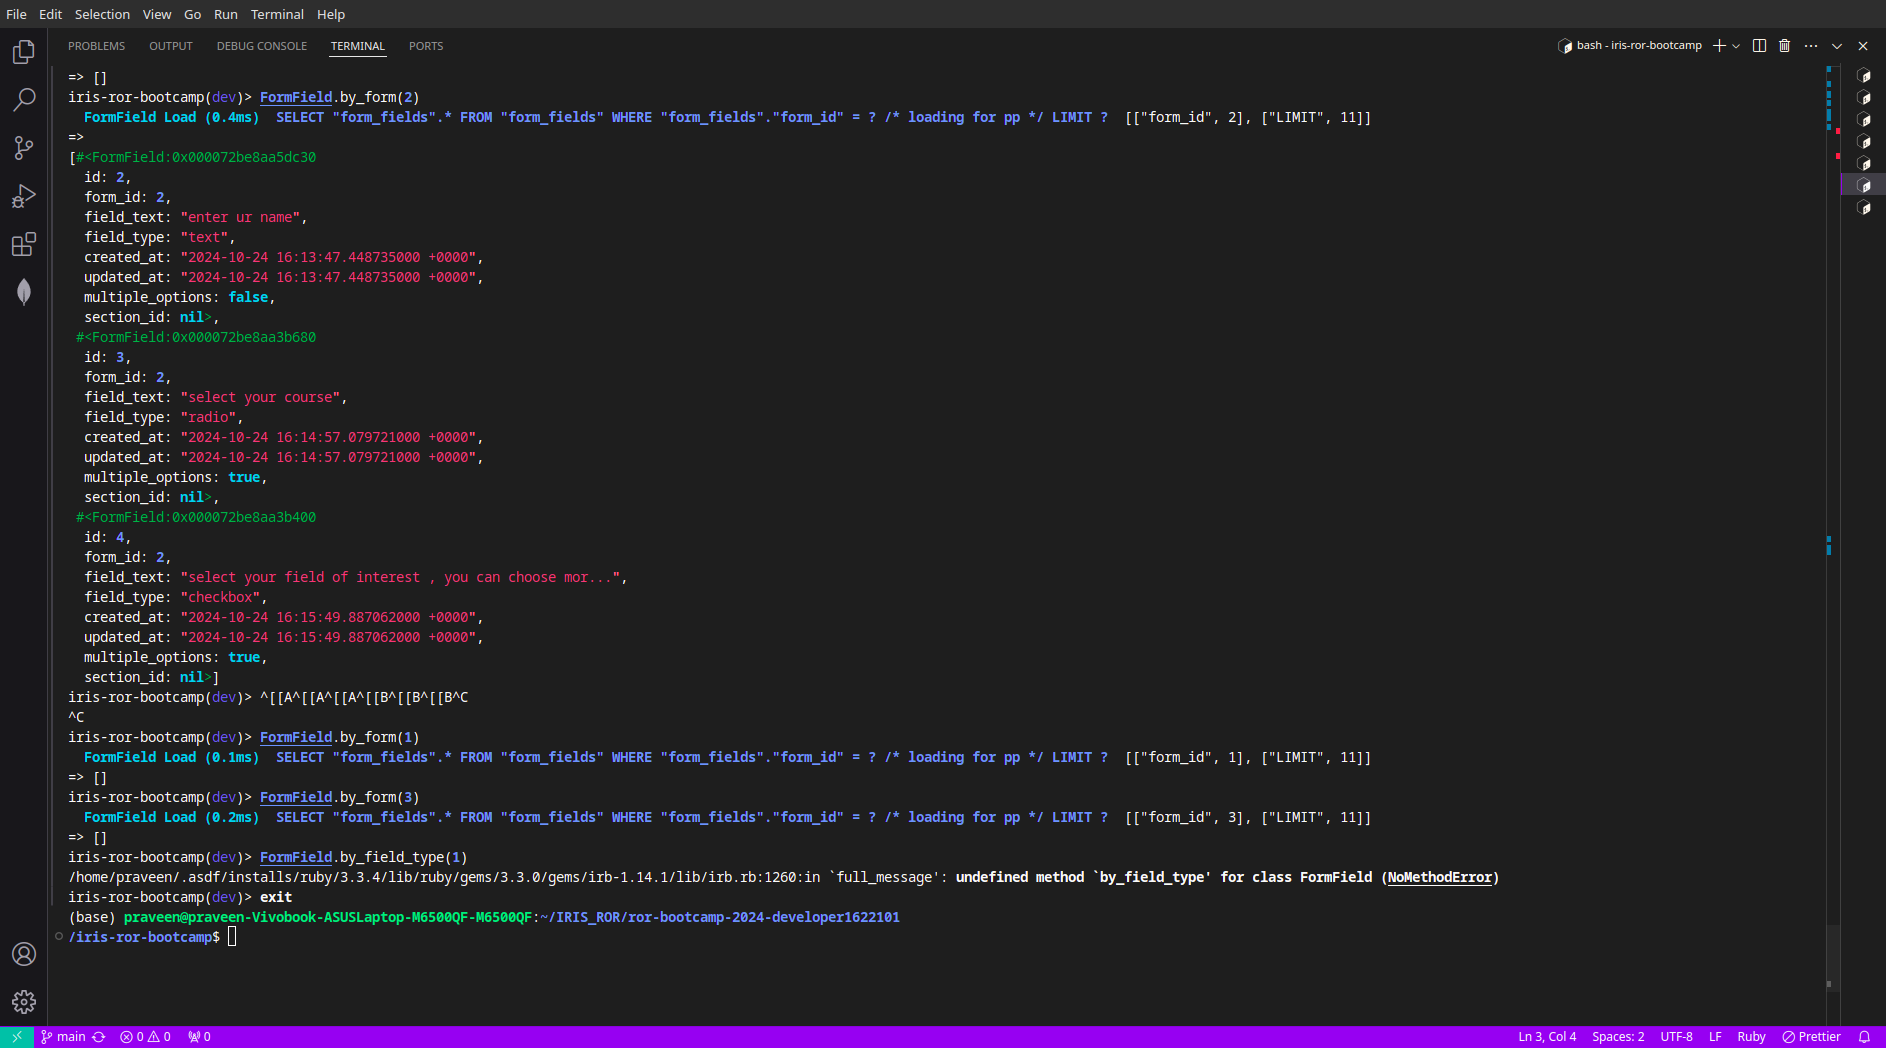 File Edit Selection View Go Run Terminal Help
PROBLEMS OUTPUT DEBUG CONSOLE TERMINAL PORTS
bash - iris-ror-bootcamp
=> []
iris-ror-bootcamp(dev)> FormField.by_form(2)
  FormField Load (0.4ms)  SELECT "form_fields".* FROM "form_fields" WHERE "form_fields"."form_id" = ? /* loading for pp */ LIMIT ?  [["form_id", 2], ["LIMIT", 11]]
=>
[#<FormField:0x000072be8aa5dc30
  id: 2,
  form_id: 2,
  field_text: "enter ur name",
  field_type: "text",
  created_at: "2024-10-24 16:13:47.448735000 +0000",
  updated_at: "2024-10-24 16:13:47.448735000 +0000",
  multiple_options: false,
  section_id: nil>,
 #<FormField:0x000072be8aa3b680
  id: 3,
  form_id: 2,
  field_text: "select your course",
  field_type: "radio",
  created_at: "2024-10-24 16:14:57.079721000 +0000",
  updated_at: "2024-10-24 16:14:57.079721000 +0000",
  multiple_options: true,
  section_id: nil>,
 #<FormField:0x000072be8aa3b400
  id: 4,
  form_id: 2,
  field_text: "select your field of interest , you can choose mor...",
  field_type: "checkbox",
  created_at: "2024-10-24 16:15:49.887062000 +0000",
  updated_at: "2024-10-24 16:15:49.887062000 +0000",
  multiple_options: true,
  section_id: nil>]
iris-ror-bootcamp(dev)> ^[[A^[[A^[[A^[[B^[[B^[[B^C
^C
iris-ror-bootcamp(dev)> FormField.by_form(1)
  FormField Load (0.1ms)  SELECT "form_fields".* FROM "form_fields" WHERE "form_fields"."form_id" = ? /* loading for pp */ LIMIT ?  [["form_id", 1], ["LIMIT", 11]]
=> []
iris-ror-bootcamp(dev)> FormField.by_form(3)
  FormField Load (0.2ms)  SELECT "form_fields".* FROM "form_fields" WHERE "form_fields"."form_id" = ? /* loading for pp */ LIMIT ?  [["form_id", 3], ["LIMIT", 11]]
=> []
iris-ror-bootcamp(dev)> FormField.by_field_type(1)
/home/praveen/.asdf/installs/ruby/3.3.4/lib/ruby/gems/3.3.0/gems/irb-1.14.1/lib/irb.rb:1260:in `full_message': undefined method `by_field_type' for class FormField (NoMethodError)
iris-ror-bootcamp(dev)> exit
(base) praveen@praveen-Vivobook-ASUSLaptop-M6500QF-M6500QF:~/IRIS_ROR/ror-bootcamp-2024-developer1622101
/iris-ror-bootcamp$
main 0 0 0 Ln 3, Col 4 Spaces: 2 UTF-8 LF Ruby Prettier